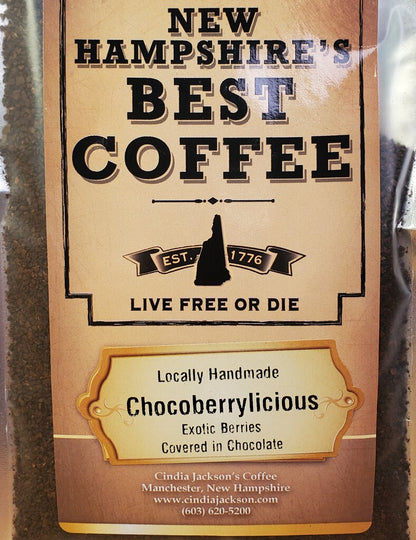 NEW
HAMPSHIRE'S
BEST
COFFEE
EST. 1776
LIVE FREE OR DIE
Locally Handmade
Chocoberrylicious
Exotic Berries
Covered in Chocolate
Cindia Jackson's Coffee
Manchester, New Hampshire
www.cindiajackson.com
(603) 620-5200